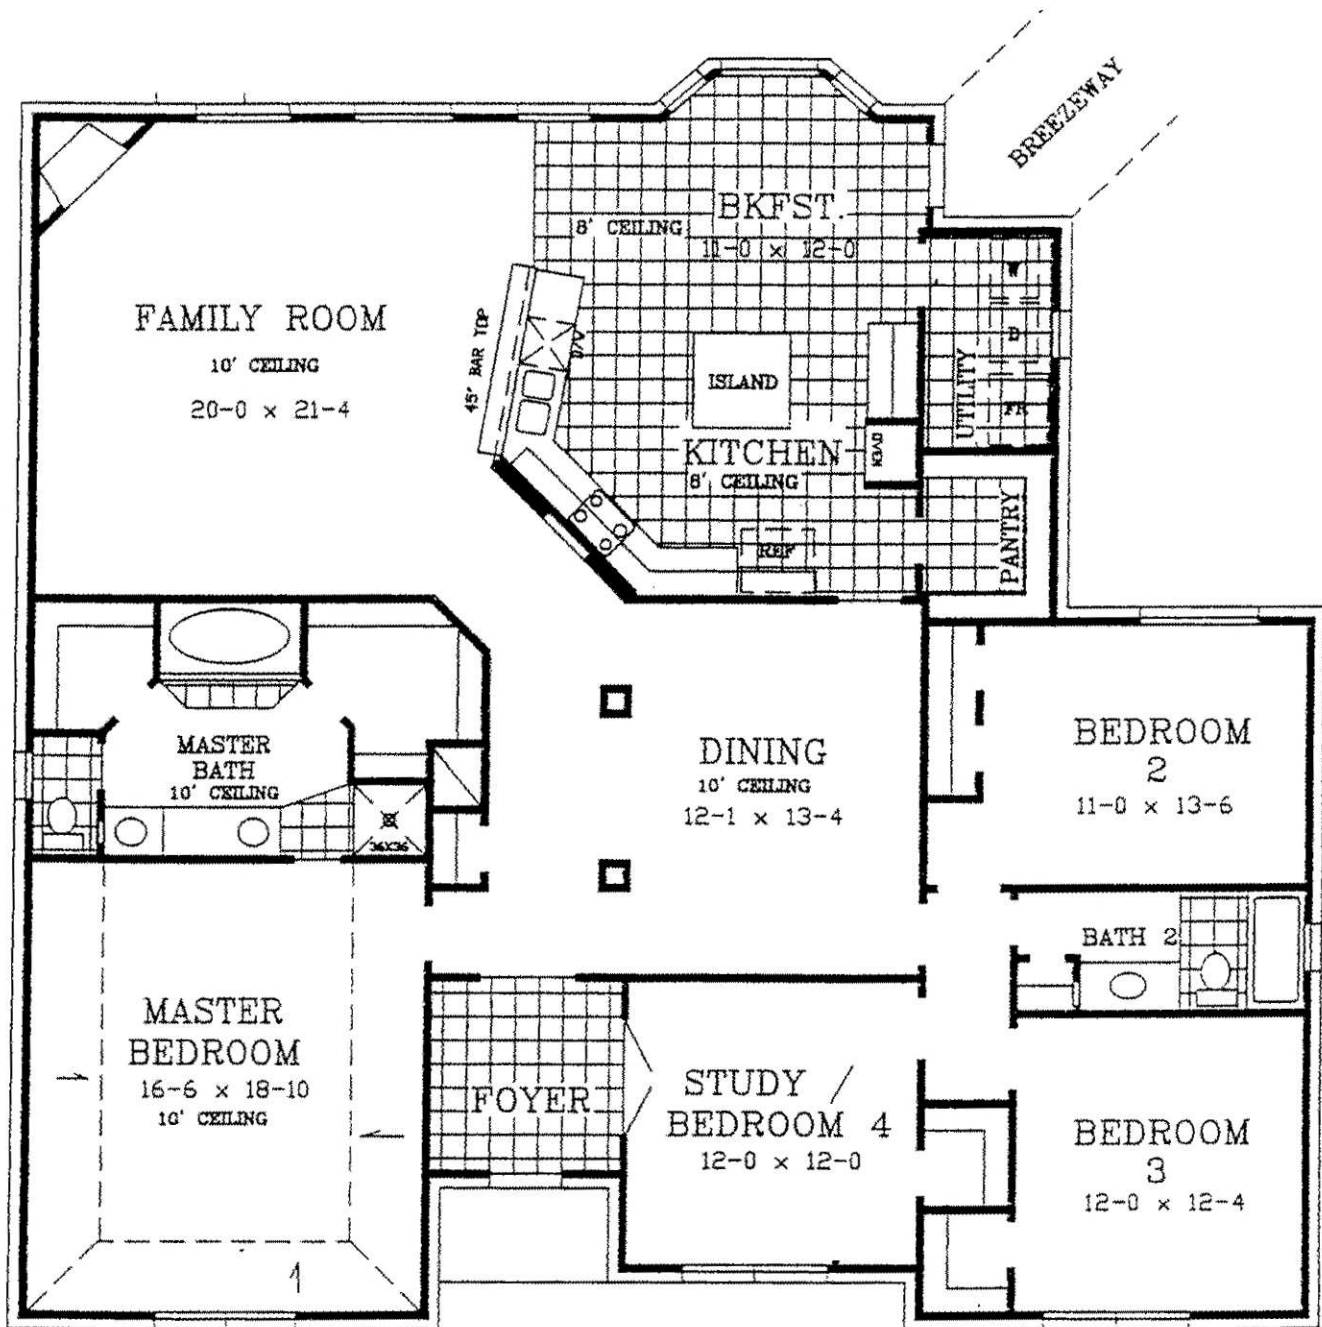 BREEZEWAY
BKFST.
8' CEILING
11-0 x 12-0
FAMILY ROOM
10' CEILING
20-0 x 21-4
45" BAR TOP
D/W
ISLAND
KITCHEN
8' CEILING
OVEN
REF
W
D
FR
UTILITY
PANTRY
MASTER
BATH
10' CEILING
36X36
DINING
10' CEILING
12-1 x 13-4
BEDROOM
2
11-0 x 13-6
BATH 2
MASTER
BEDROOM
16-6 x 18-10
10' CEILING
FOYER
STUDY /
BEDROOM 4
12-0 x 12-0
BEDROOM
3
12-0 x 12-4